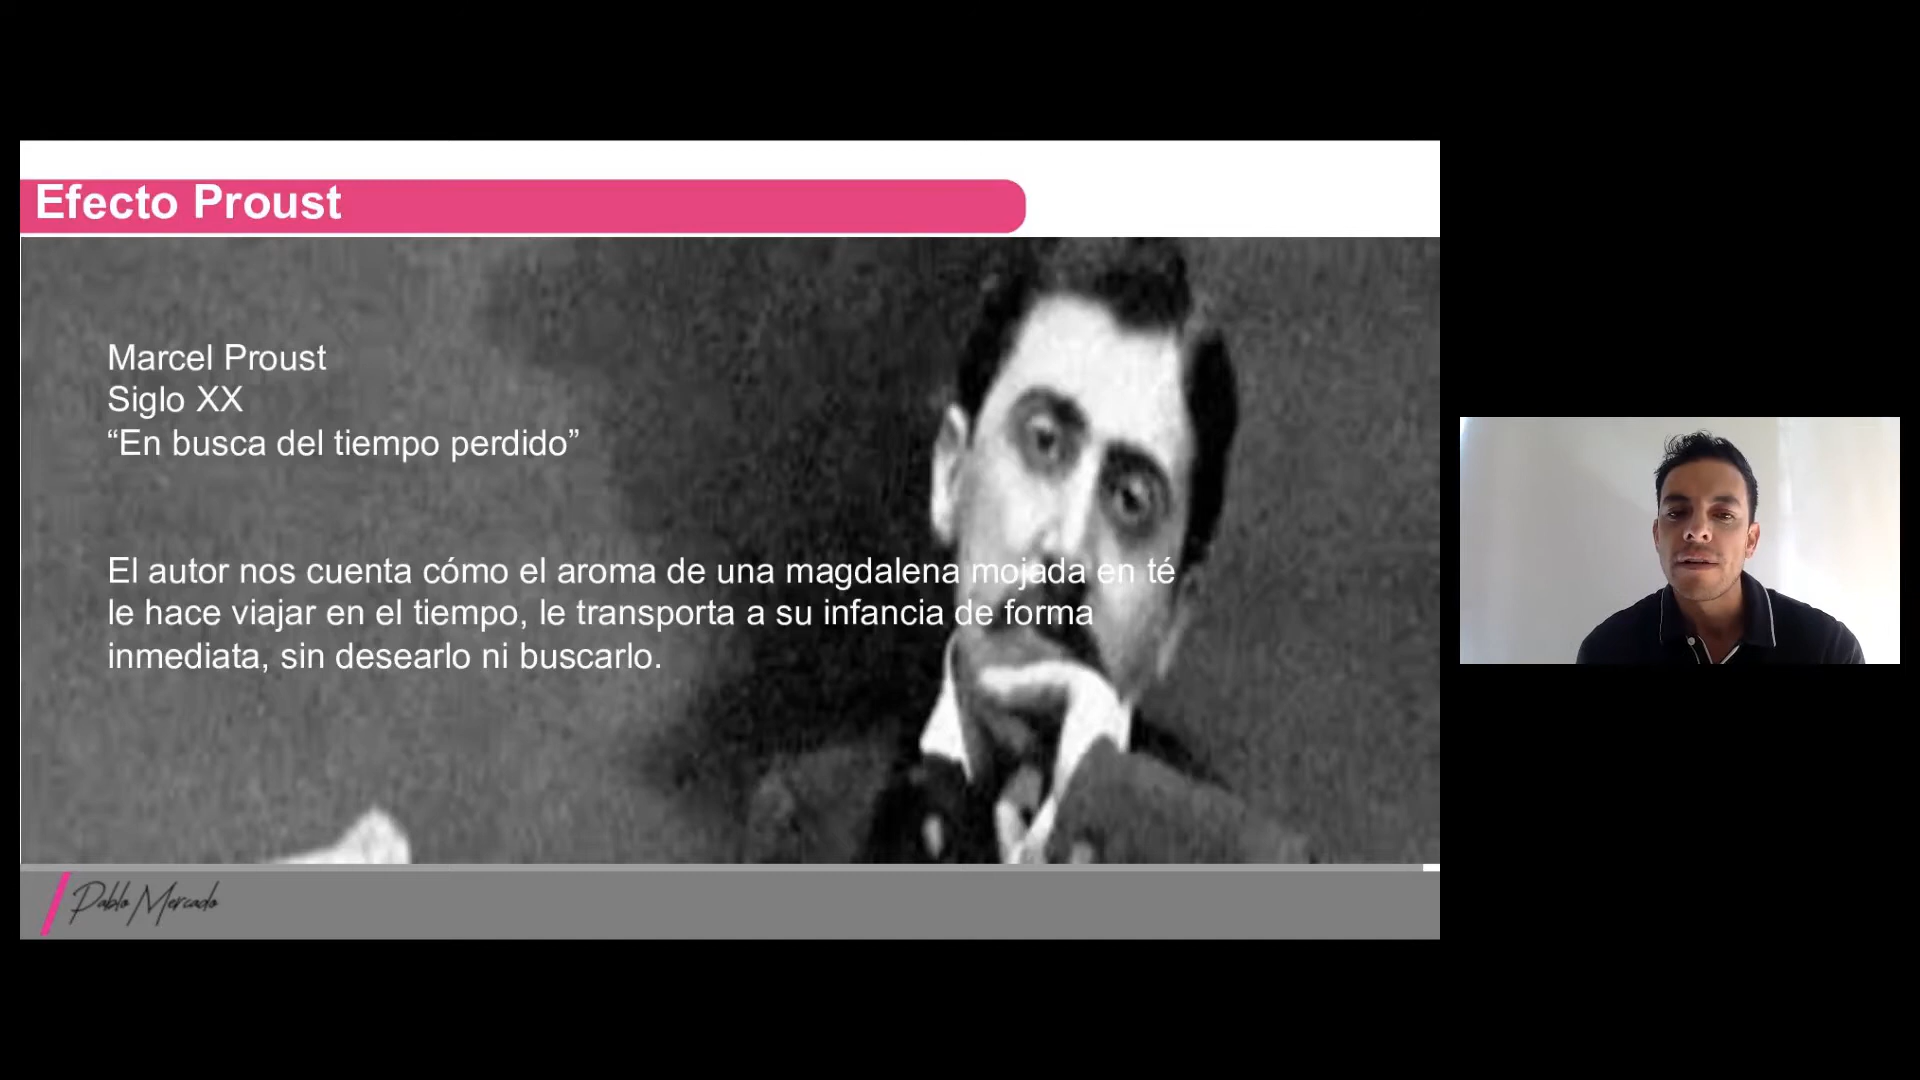 Efecto Proust
Marcel Proust
Siglo XX
“En busca del tiempo perdido”
El autor nos cuenta cómo el aroma de una magdalena mojada en té
le hace viajar en el tiempo, le transporta a su infancia de forma
inmediata, sin desearlo ni buscarlo.
Pablo Mercado